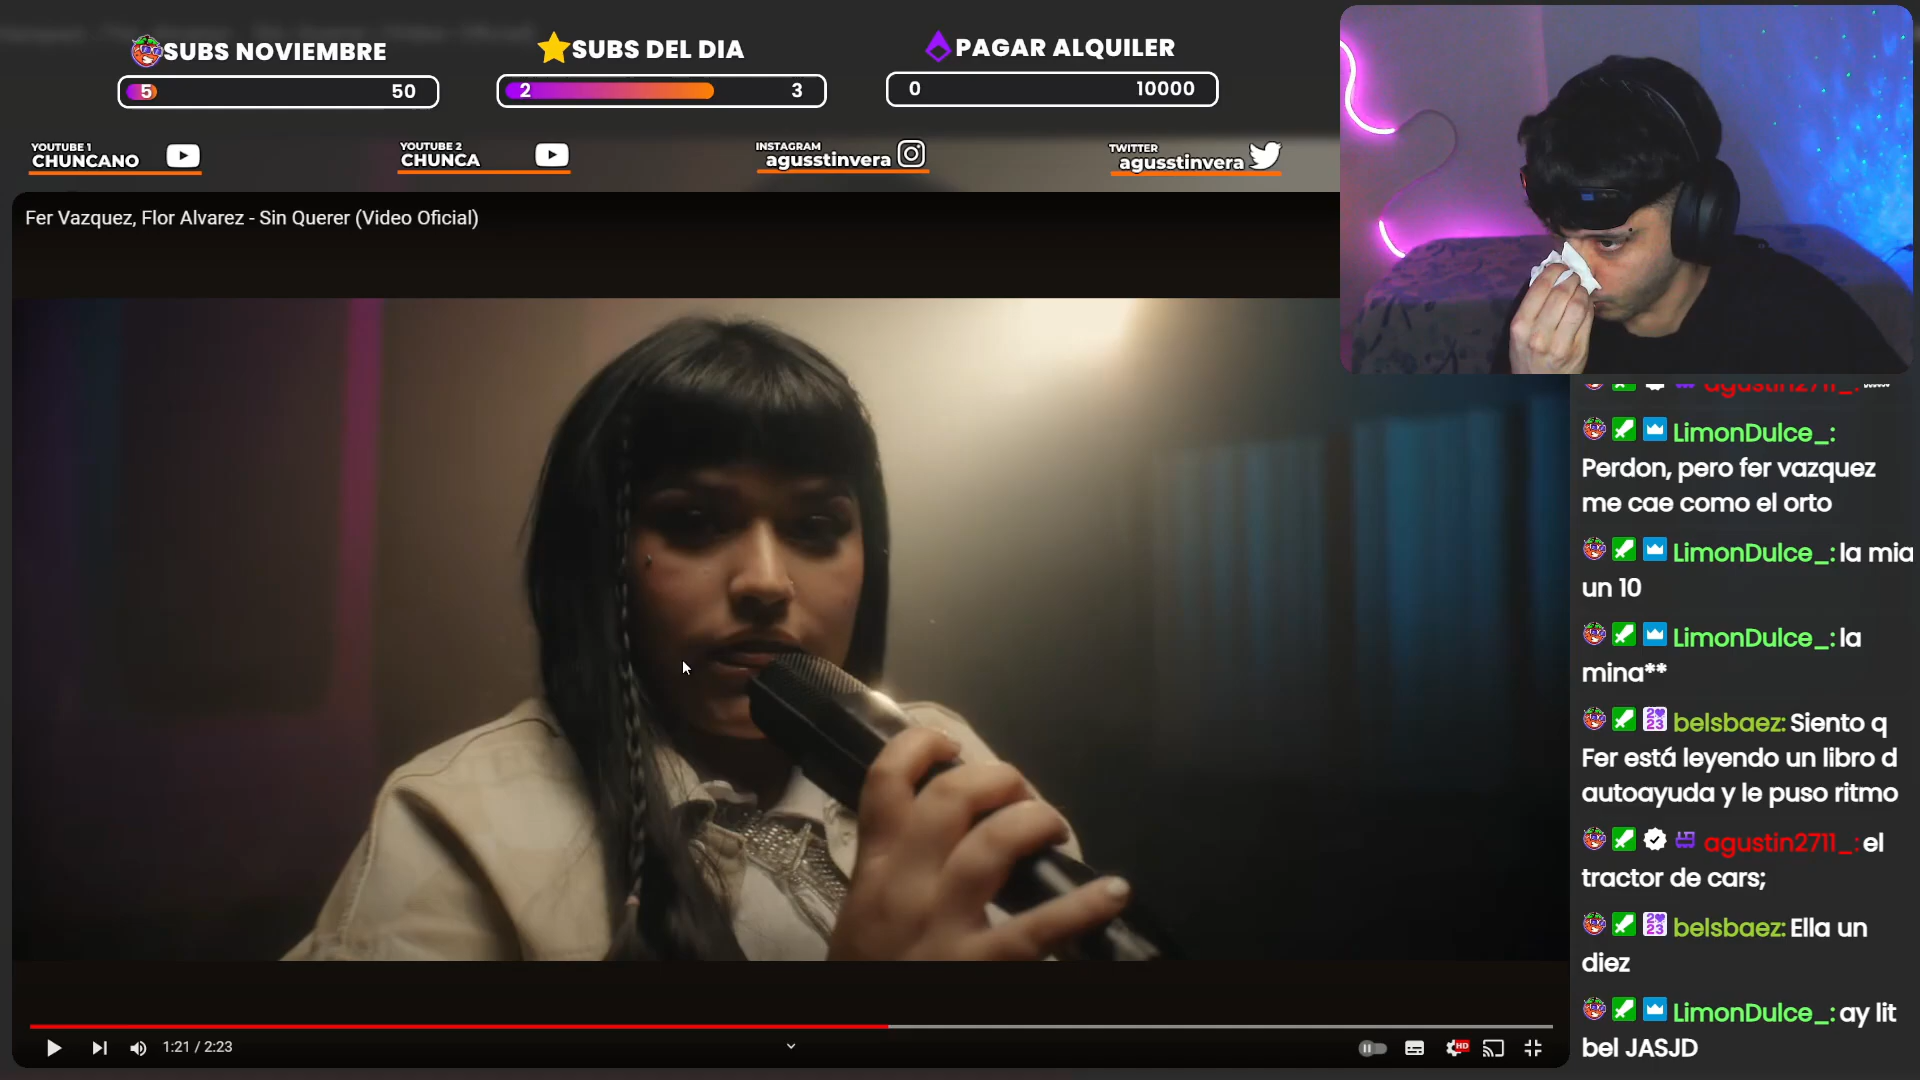 SUBS NOVIEMBRE
5 50
SUBS DEL DIA
2 3
PAGAR ALQUILER
0 10000
YOUTUBE 1
CHUNCANO
YOUTUBE 2
CHUNCA
INSTAGRAM
agusstinvera
TWITTER
agusstinvera
Fer Vazquez, Flor Alvarez - Sin Querer (Video Oficial)
agustin2711_:
LimonDulce_:
Perdon, pero fer vazquez
me cae como el orto
LimonDulce_: la mia
un 10
LimonDulce_: la
mina**
belsbaez: Siento q
Fer está leyendo un libro d
autoayuda y le puso ritmo
agustin2711_: el
tractor de cars;
belsbaez: Ella un
diez
LimonDulce_: ay lit
bel JASJD
1:21 / 2:23
HD